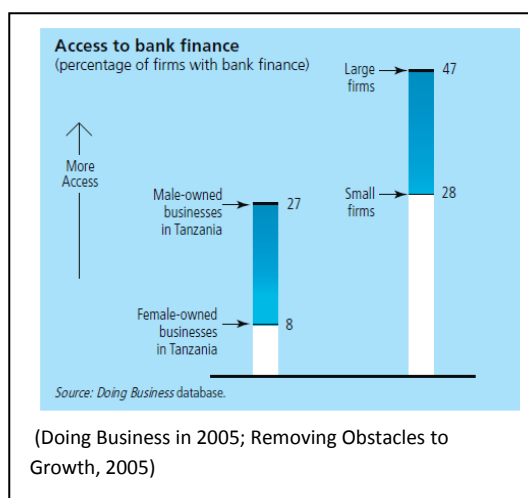 Access to bank finance
(percentage of firms with bank finance)
More
Access
Male-owned
businesses
in Tanzania
27
Female-owned
businesses
in Tanzania
8
Large
firms
47
Small
firms
28
Source: Doing Business database.
(Doing Business in 2005; Removing Obstacles to
Growth, 2005)